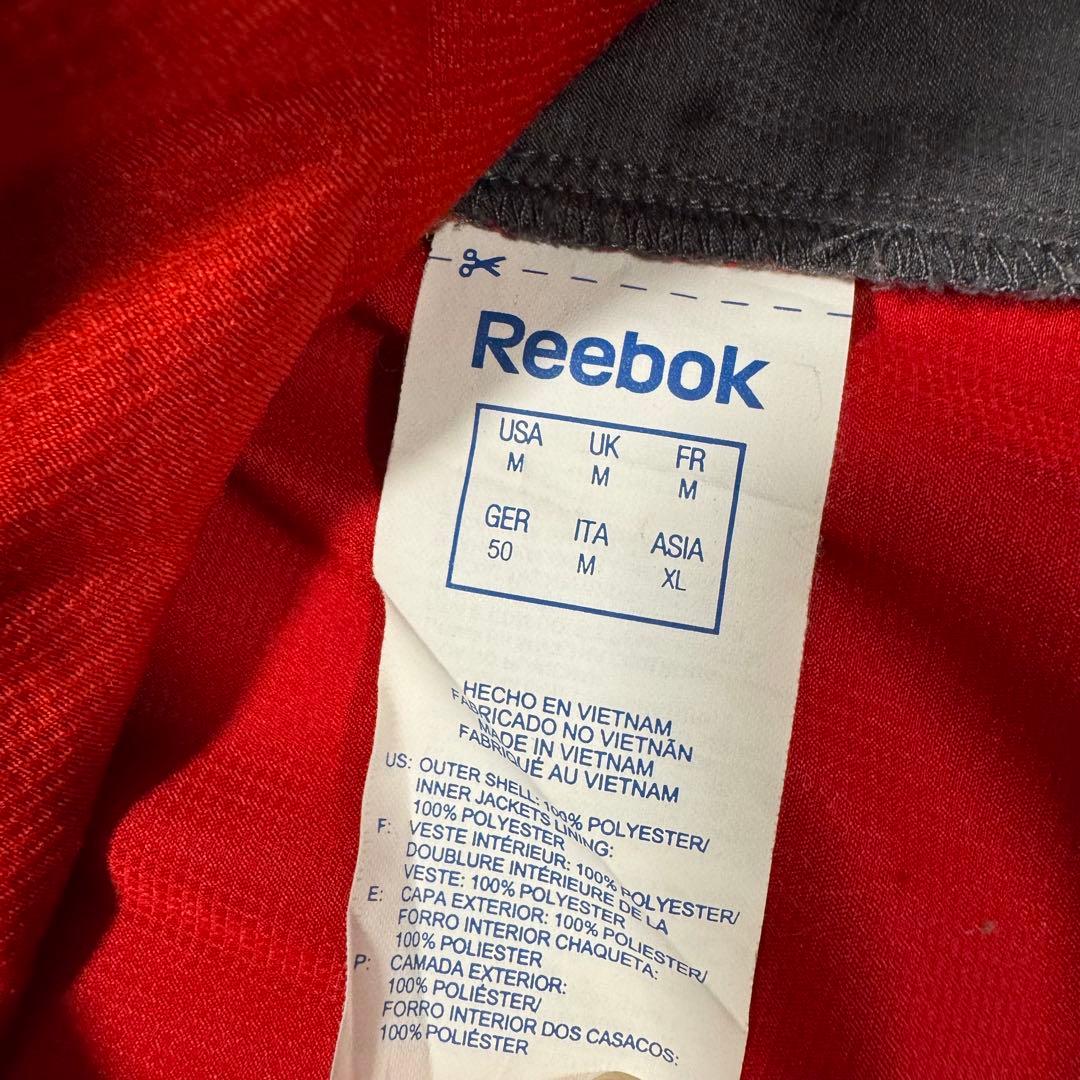 Reebok
USA UK FR
M M M
GER ITA ASIA
50 M XL
HECHO EN VIETNAM
FABRICADO NO VIETNÃN
MADE IN VIETNAM
FABRIQUÉ AU VIETNAM
US: OUTER SHELL: 100% POLYESTER/
INNER JACKETS LINING:
100% POLYESTER
F: VESTE INTÉRIEUR: 100% POLYESTER/
DOUBLURE INTÉRIEURE DE LA
VESTE: 100% POLYESTER
E: CAPA EXTERIOR: 100% POLIESTER/
FORRO INTERIOR CHAQUETA:
100% POLIESTER
P: CAMADA EXTERIOR:
100% POLIÉSTER/
FORRO INTERIOR DOS CASACOS:
100% POLIÉSTER